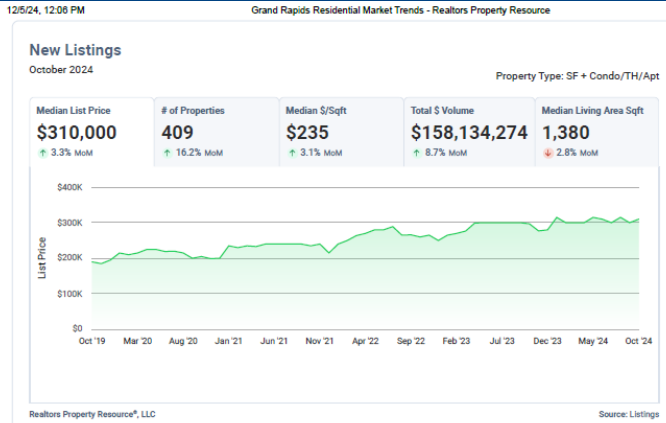 12/5/24, 12:06 PM Grand Rapids Residential Market Trends - Realtors Property Resource
New Listings
October 2024
Property Type: SF + Condo/TH/Apt
Median List Price # of Properties Median $/Sqft Total $ Volume Median Living Area Sqft
$310,000 409 $235 $158,134,274 1,380
↑ 3.3% MoM ↑ 16.2% MoM ↑ 3.1% MoM ↑ 8.7% MoM ↓ 2.8% MoM
$400K
$300K
$200K
$100K
$0
List Price
Oct '19 Mar '20 Aug '20 Jan '21 Jun '21 Nov '21 Apr '22 Sep '22 Feb '23 Jul '23 Dec '23 May '24 Oct '24
Realtors Property Resource®, LLC Source: Listings